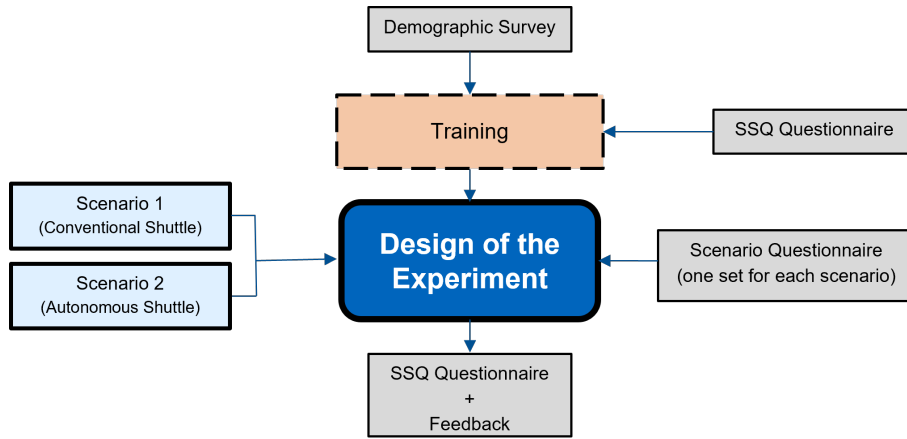 Demographic Survey
Training
SSQ Questionnaire
Scenario 1
(Conventional Shuttle)
Design of the
Experiment
Scenario Questionnaire
(one set for each scenario)
Scenario 2
(Autonomous Shuttle)
SSQ Questionnaire
+
Feedback